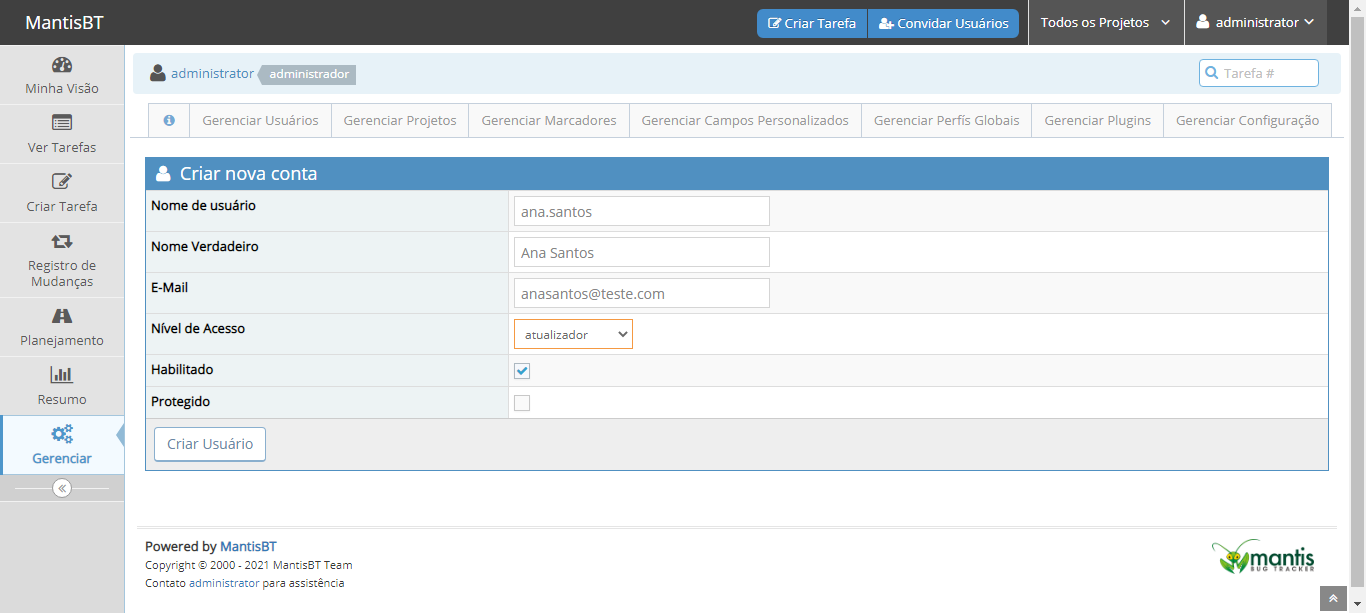 MantisBT
Criar Tarefa
Convidar Usuários
Todos os Projetos
administrator
Minha Visão
Ver Tarefas
Criar Tarefa
Registro de
Mudanças
Planejamento
Resumo
Gerenciar
administrator administrador
Tarefa #
Gerenciar Usuários
Gerenciar Projetos
Gerenciar Marcadores
Gerenciar Campos Personalizados
Gerenciar Perfís Globais
Gerenciar Plugins
Gerenciar Configuração
Criar nova conta
Nome de usuário ana.santos
Nome Verdadeiro Ana Santos
E-Mail anasantos@teste.com
Nível de Acesso atualizador
Habilitado
Protegido
Criar Usuário
Powered by MantisBT
Copyright © 2000 - 2021 MantisBT Team
Contato administrator para assistência
mantis
BUG TRACKER